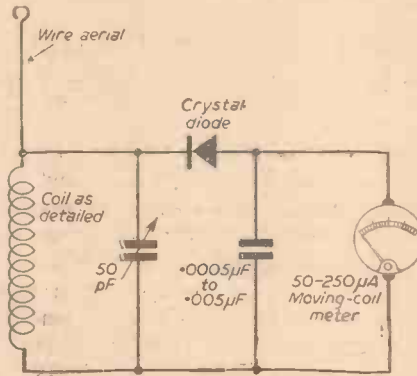 Wire aerial
Crystal
diode
Coil as
detailed
50
pF
·0005µF
to
·005µF
50-250µA
Moving-coil
meter